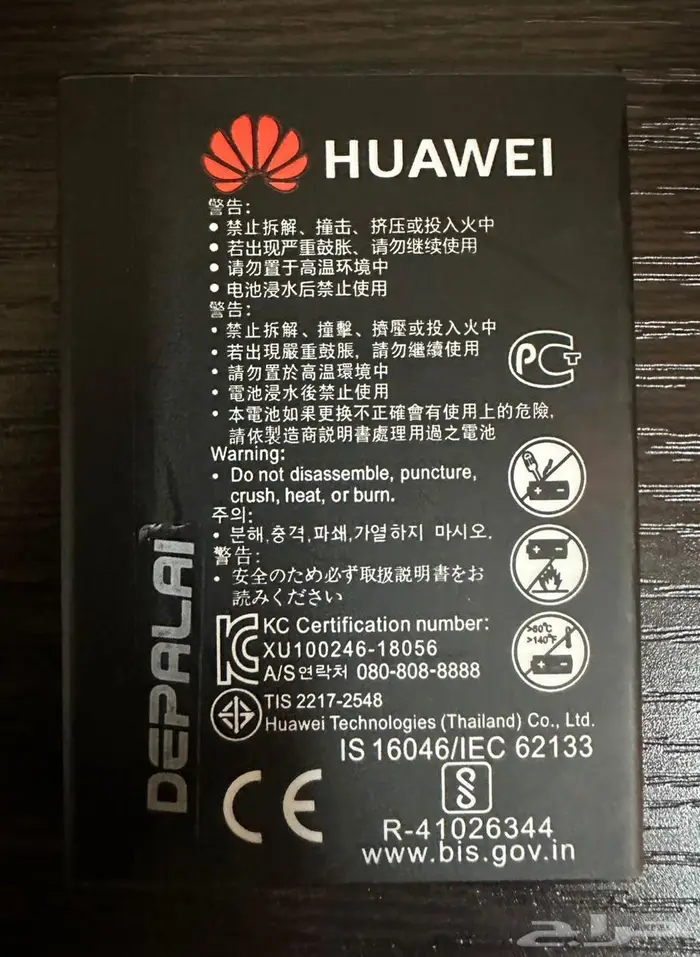 HUAWEI
警告:
• 禁止拆解、撞击、挤压或投入火中
• 若出现严重鼓胀、请勿继续使用
• 请勿置于高温环境中
• 电池浸水后禁止使用
警告:
• 禁止拆解、撞擊、擠壓或投入火中
• 若出現嚴重鼓脹，請勿繼續使用
• 請勿置於高溫環境中
• 電池浸水後禁止使用
• 本電池如果更換不正確會有使用上的危險,
請依製造商説明書處理用過之電池
PCT
Warning:
• Do not disassemble, puncture,
crush, heat, or burn.
주의:
• 분해,충격,파쇄,가열하지 마시오.
警告:
• 安全のため必ず取扱説明書をお
読みください
>60°C
>140°F
KC Certification number:
XU100246-18056
A/S연락처 080-808-8888
TIS 2217-2548
Huawei Technologies (Thailand) Co., Ltd.
IS 16046/IEC 62133
CE
R-41026344
www.bis.gov.in
DEPALAI
حراج